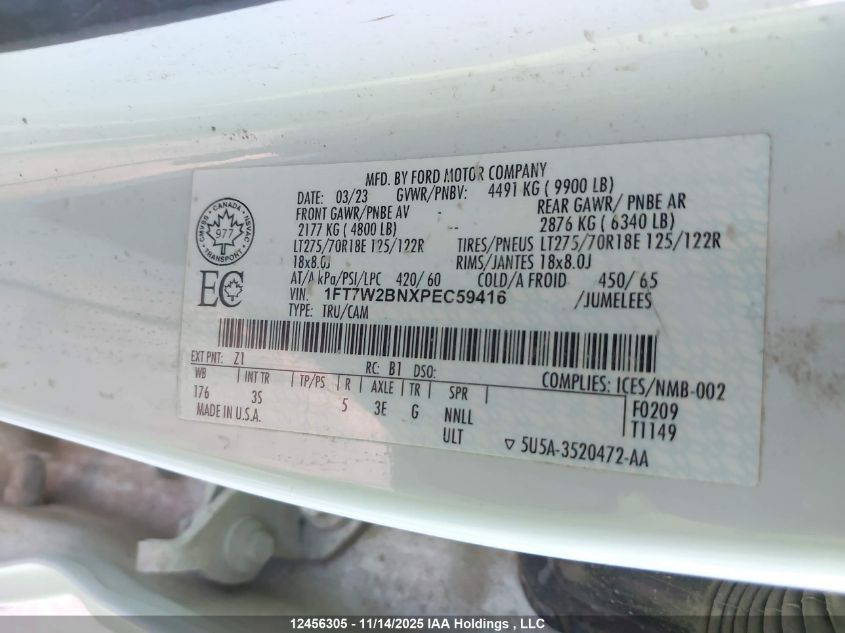 MFD. BY FORD MOTOR COMPANY
DATE: 03/23 GVWR/PNBV: 4491 KG ( 9900 LB)
FRONT GAWR/PNBE AV REAR GAWR/ PNBE AR
2177 KG ( 4800 LB) -- 2876 KG ( 6340 LB)
LT275/70R18E 125/122R TIRES/PNEUS LT275/70R18E 125/122R
18x8.0J RIMS/JANTES 18x8.0J
AT/A kPa/PSI/LPC 420/ 60 COLD/A FROID 450/ 65
VIN: 1FT7W2BNXPEC59416 /JUMELEES
TYPE: TRU/CAM
CANADA
977
TRANSPORT
NSVAC
SBVAC
EC
EXT PNT: Z1 RC: B1 DSO: COMPLIES: ICES/NMB-002
WB INT TR TP/PS R AXLE TR SPR F0209
176 3S 5 3E G NNLL T1149
MADE IN U.S.A. ULT ▽ 5U5A-3520472-AA
12456305 - 11/14/2025 IAA Holdings , LLC